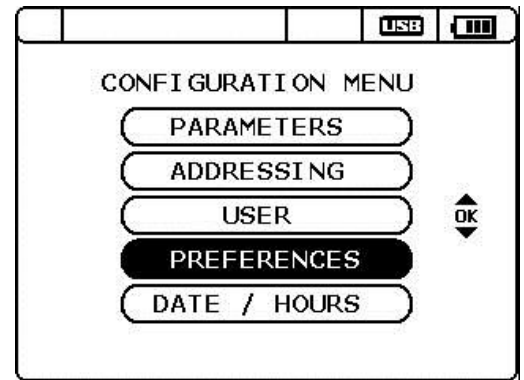 USB
CONFIGURATION MENU
PARAMETERS
ADDRESSING
USER
OK
PREFERENCES
DATE / HOURS